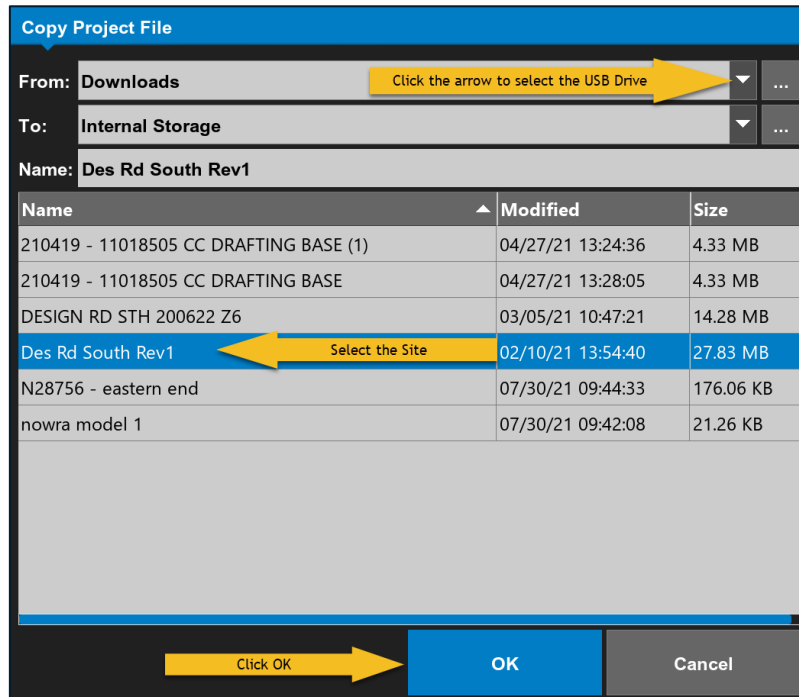 Copy Project File
From: Downloads Click the arrow to select the USB Drive ...
To: Internal Storage ...
Name: Des Rd South Rev1
Name Modified Size
210419 - 11018505 CC DRAFTING BASE (1) 04/27/21 13:24:36 4.33 MB
210419 - 11018505 CC DRAFTING BASE 04/27/21 13:28:05 4.33 MB
DESIGN RD STH 200622 Z6 03/05/21 10:47:21 14.28 MB
Des Rd South Rev1 Select the Site 02/10/21 13:54:40 27.83 MB
N28756 - eastern end 07/30/21 09:44:33 176.06 KB
nowra model 1 07/30/21 09:42:08 21.26 KB
Click OK OK Cancel